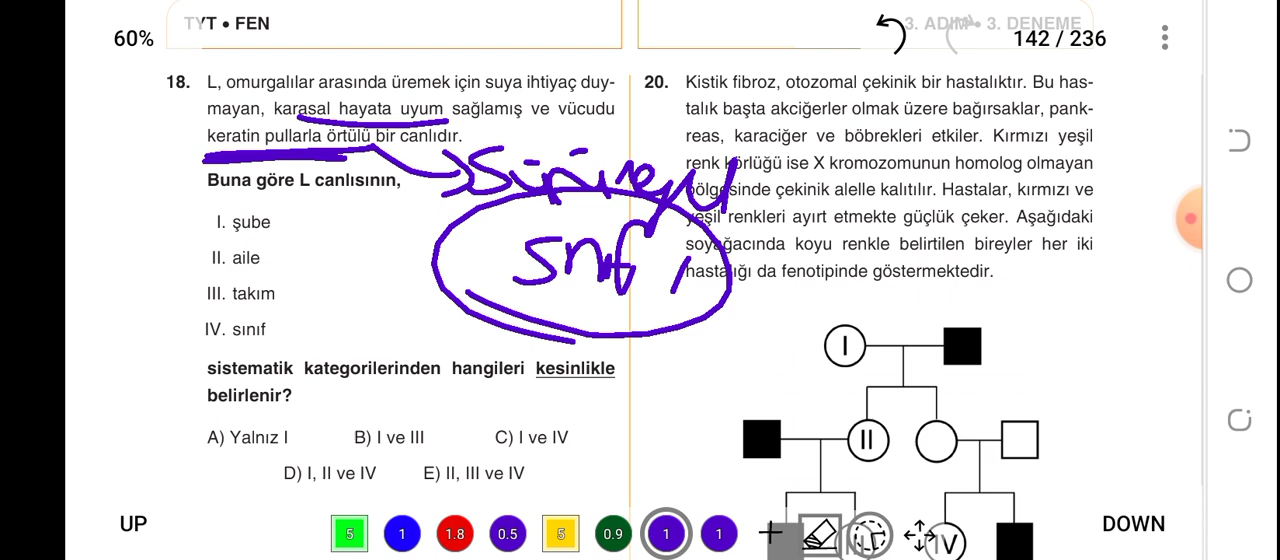 TYT • FEN
60%
3. ADIM • 3. DENEME
142 / 236
18. L, omurgalılar arasında üremek için suya ihtiyaç duy-
mayan, karasal hayata uyum sağlamış ve vücudu
keratin pullarla örtülü bir canlıdır.
Buna göre L canlısının,
I. şube
II. aile
III. takım
IV. sınıf
sınıf
sistematik kategorilerinden hangileri kesinlikle
belirlenir?
A) Yalnız I
B) I ve III
C) I ve IV
D) I, II ve IV
E) II, III ve IV
20. Kistik fibroz, otozomal çekinik bir hastalıktır. Bu has-
talık başta akciğerler olmak üzere bağırsaklar, pank-
reas, karaciğer ve böbrekleri etkiler. Kırmızı yeşil
renk körlüğü ise X kromozomunun homolog olmayan
bölgesinde çekinik alelle kalıtılır. Hastalar, kırmızı ve
yeşil renkleri ayırt etmekte güçlük çeker. Aşağıdaki
soyağacında koyu renkle belirtilen bireyler her iki
hastalığı da fenotipinde göstermektedir.
I
II
III
IV
UP
5
1
1.8
0.5
5
0.9
1
1
DOWN